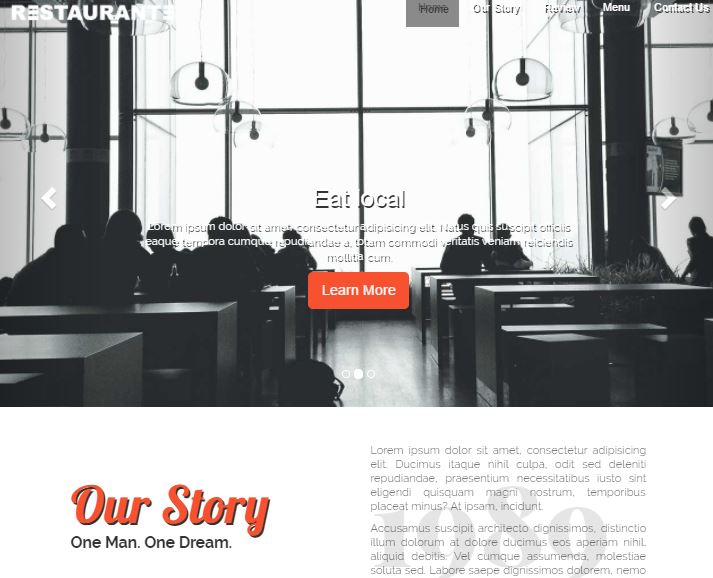 RESTAURANTE
Home Our Story Review Menu Contact Us
Eat local
Lorem ipsum dolor sit amet, consectetur adipisicing elit. Natus quis suscipit officiis
eaque tempora cumque repudiandae a, totam commodi veritatis veniam reiciendis
mollitia cum.
Learn More
Our Story
One Man. One Dream.
Lorem ipsum dolor sit amet, consectetur adipisicing
elit. Ducimus itaque nihil culpa, odit sed deleniti
repudiandae, praesentium necessitatibus iusto sint
eligendi quisquam magni nostrum, temporibus
placeat minus? At ipsam, incidunt.
1989
Accusamus suscipit architecto dignissimos, distinctio
illum dolorum at dolore ducimus eos aperiam nihil,
aliquid debitis. Vel cumque assumenda, molestiae
soluta sed. Labore saepe dignissimos dolorem, nemo